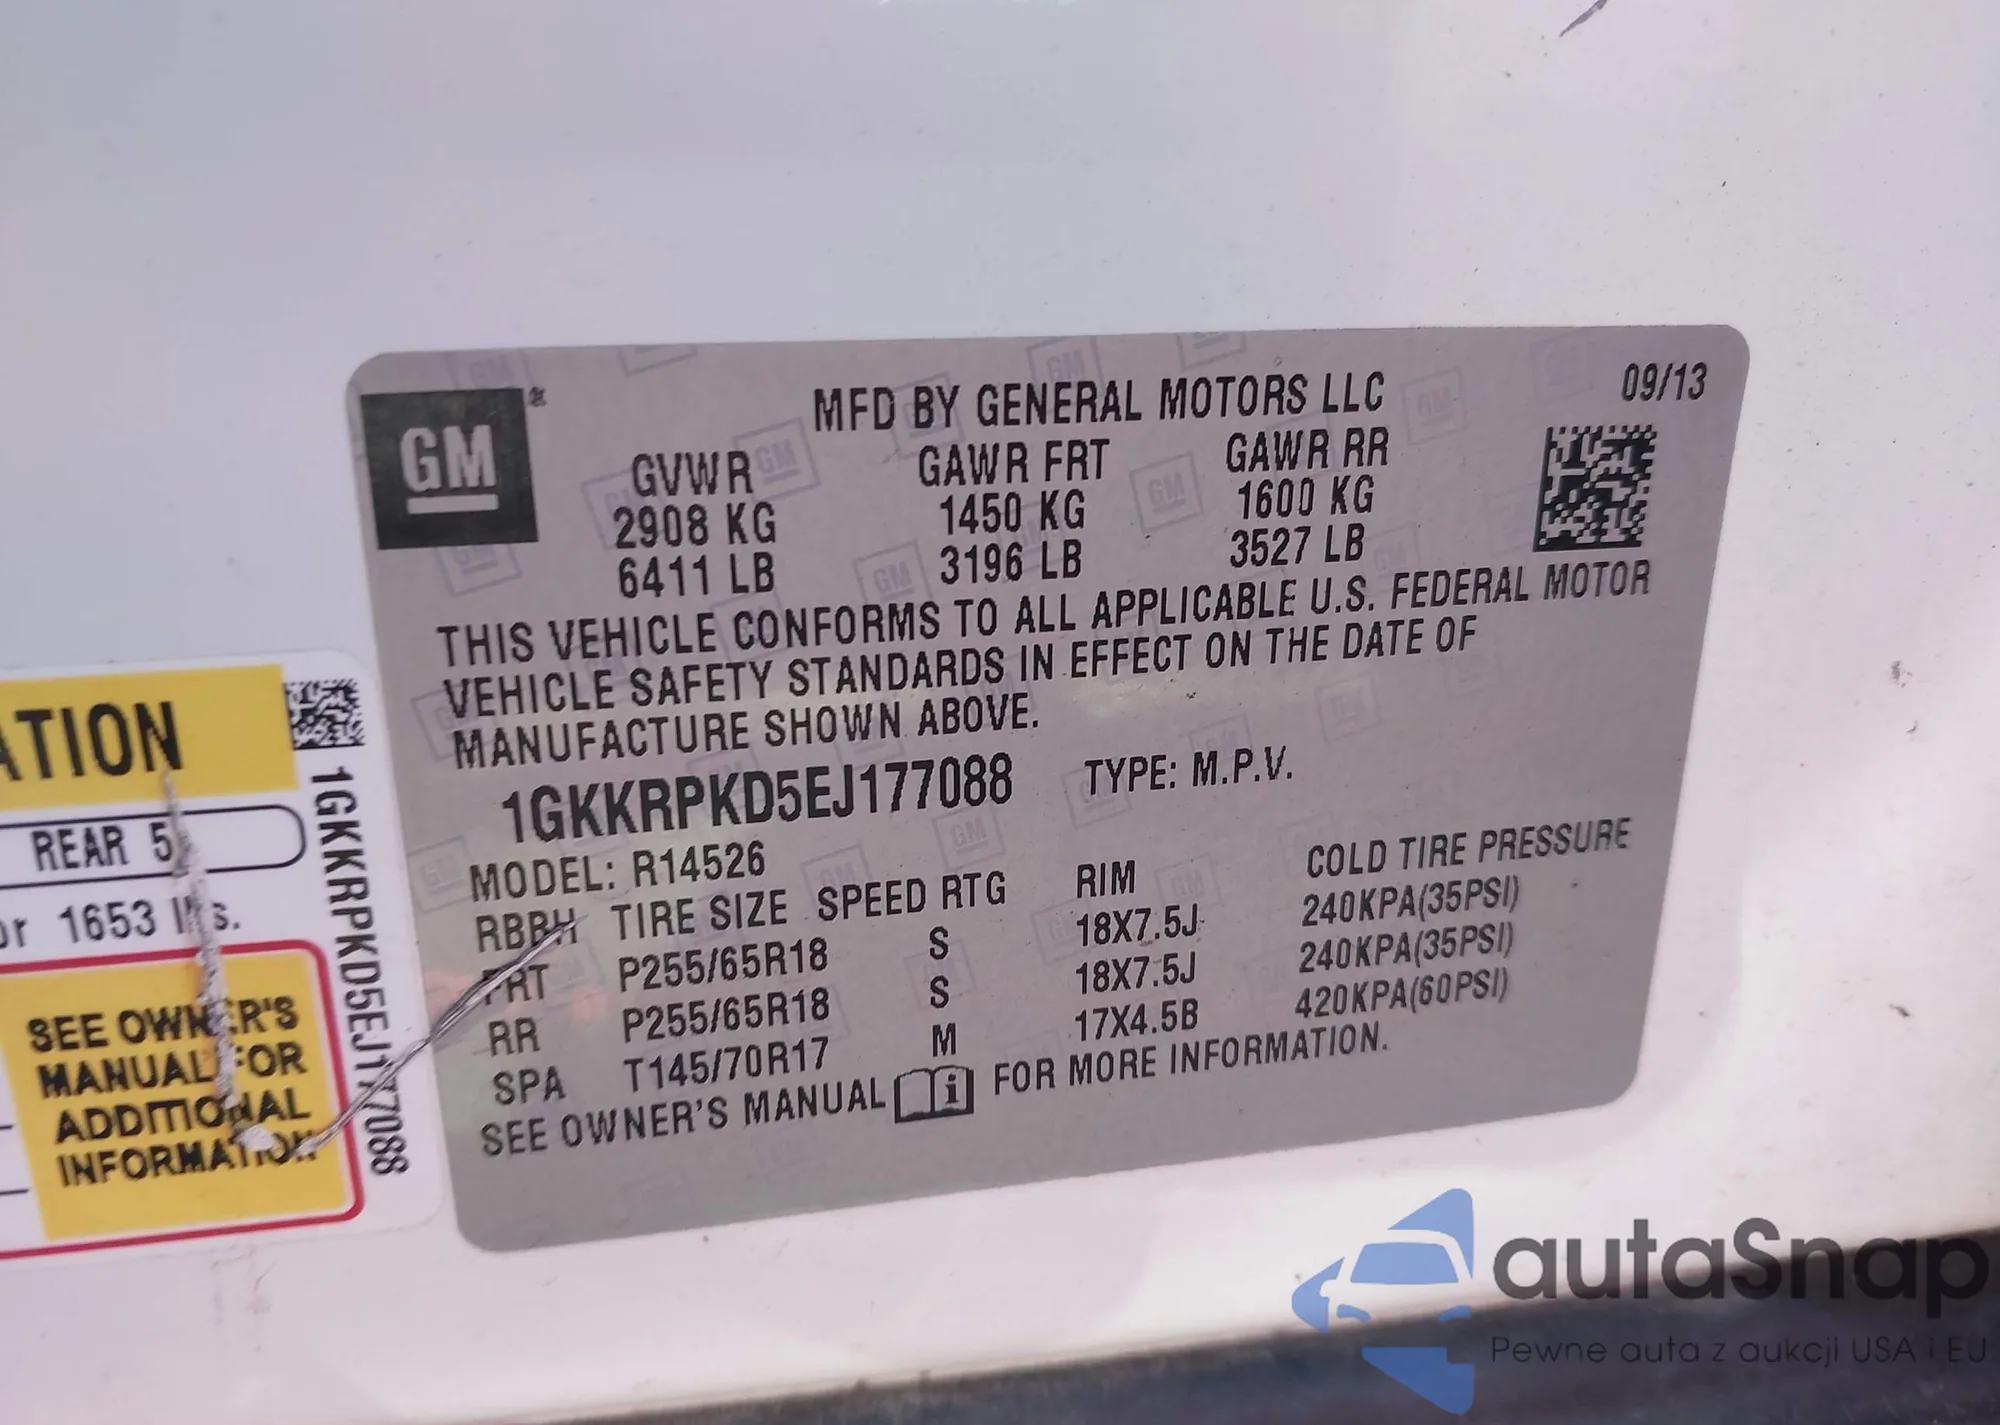 GM
MFD BY GENERAL MOTORS LLC
09/13
GVWR GAWR FRT GAWR RR
2908 KG 1450 KG 1600 KG
6411 LB 3196 LB 3527 LB
THIS VEHICLE CONFORMS TO ALL APPLICABLE U.S. FEDERAL MOTOR
VEHICLE SAFETY STANDARDS IN EFFECT ON THE DATE OF
MANUFACTURE SHOWN ABOVE.
1GKKRPKD5EJ177088 TYPE: M.P.V.
MODEL: R14526
RBBH TIRE SIZE SPEED RTG RIM COLD TIRE PRESSURE
FRT P255/65R18 S 18X7.5J 240KPA(35PSI)
RR P255/65R18 S 18X7.5J 240KPA(35PSI)
SPA T145/70R17 M 17X4.5B 420KPA(60PSI)
SEE OWNER'S MANUAL i FOR MORE INFORMATION.
ATION
REAR 5
or 1653 lbs.
SEE OWNER'S
MANUAL FOR
ADDITIONAL
INFORMATION
1GKKRPKD5EJ177088
autaSnap
Pewne auta z aukcji USA i EU